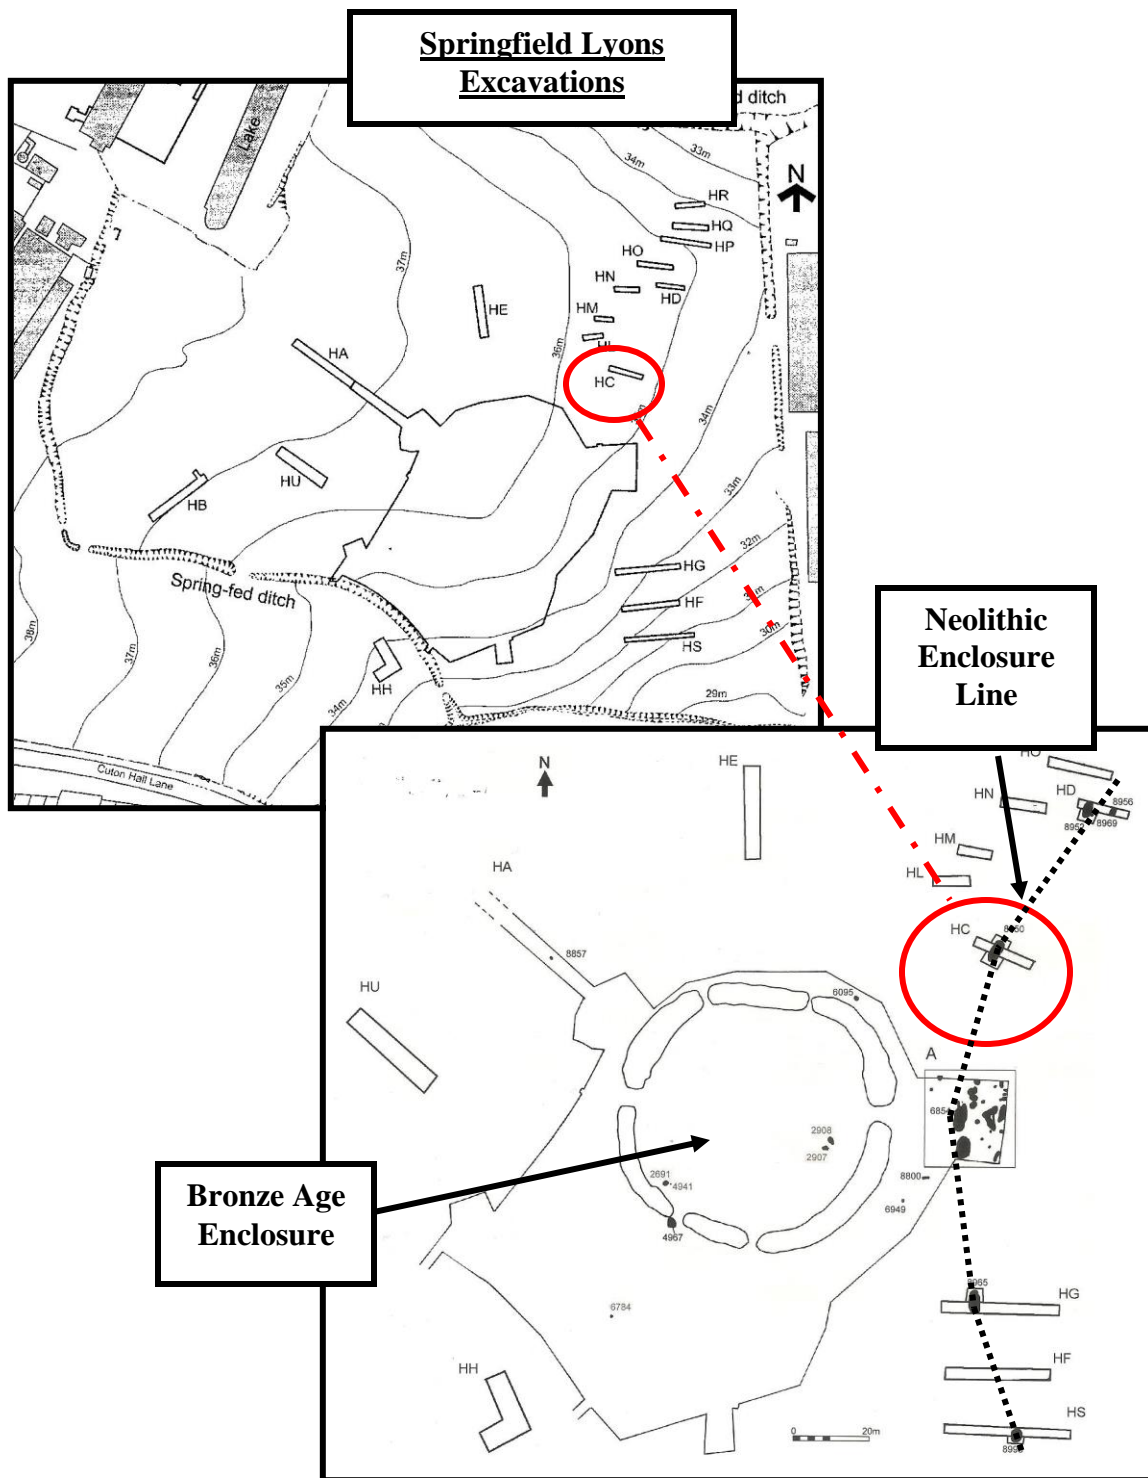 Springfield Lyons
Excavations
d ditch
Lake
33m
34m
N
HR
HQ
HP
HO
HN
HD
HM
HE
37m
36m
HA
HC
34m
HU
HB
33m
32m
HG
HF
HS
30m
29m
Spring-fed ditch
HH
38m
37m
36m
35m
34m
Cuton Hall Lane
Neolithic
Enclosure
Line
N
HE
HD
8956
8969
HN
HM
HL
HA
HC
8857
HU
6095
A
2908
2907
2691
4941
8800
6949
4967
Bronze Age
Enclosure
6784
HG
HF
HH
HS
20m
0